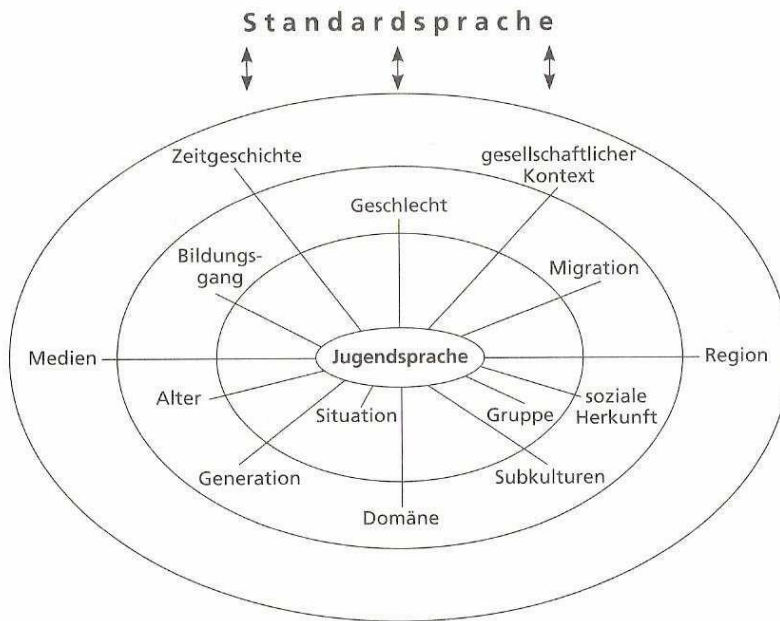 Standardsprache
Zeitgeschichte
gesellschaftlicher
Kontext
Geschlecht
Bildungs-
gang
Migration
Medien
Jugendsprache
Region
Alter
Situation
Gruppe
soziale
Herkunft
Generation
Subkulturen
Domäne